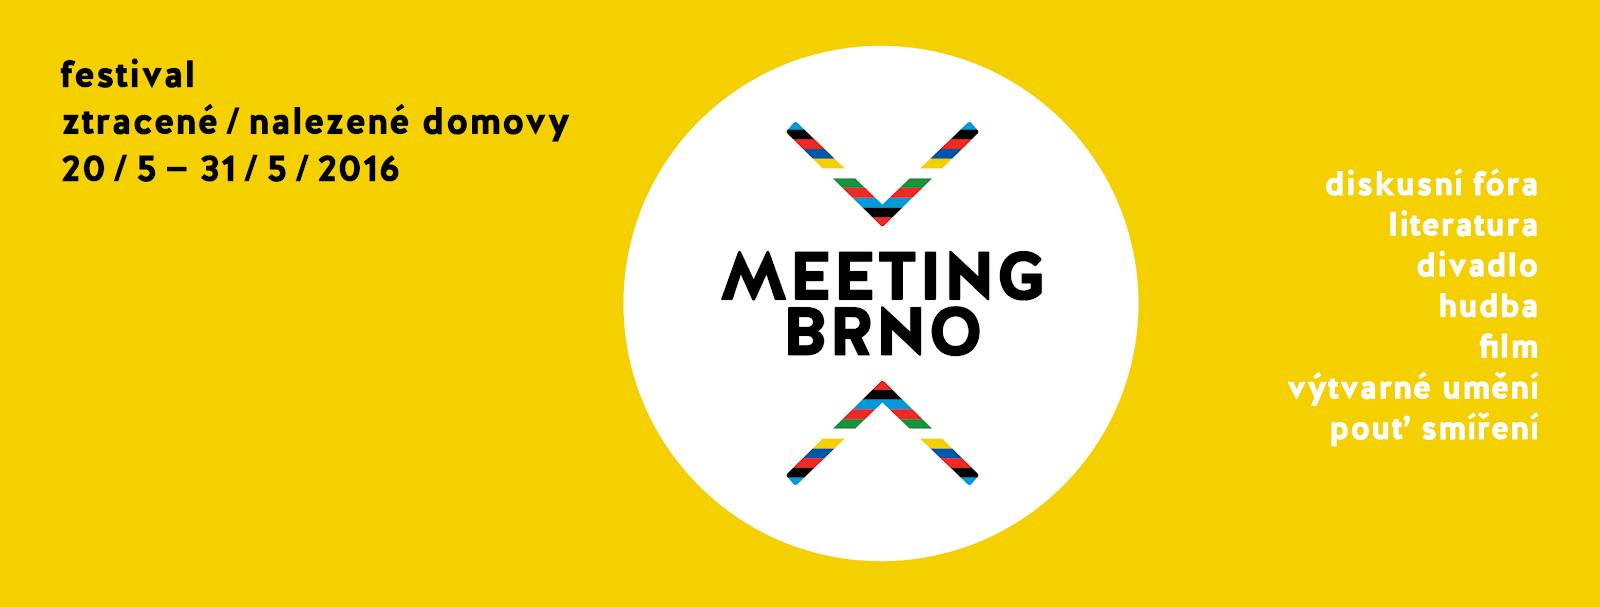 festival
ztracené / nalezené domovy
20 / 5 – 31 / 5 / 2016
MEETING
BRNO
diskusní fóra
literatura
divadlo
hudba
film
výtvarné umění
pouť smíření